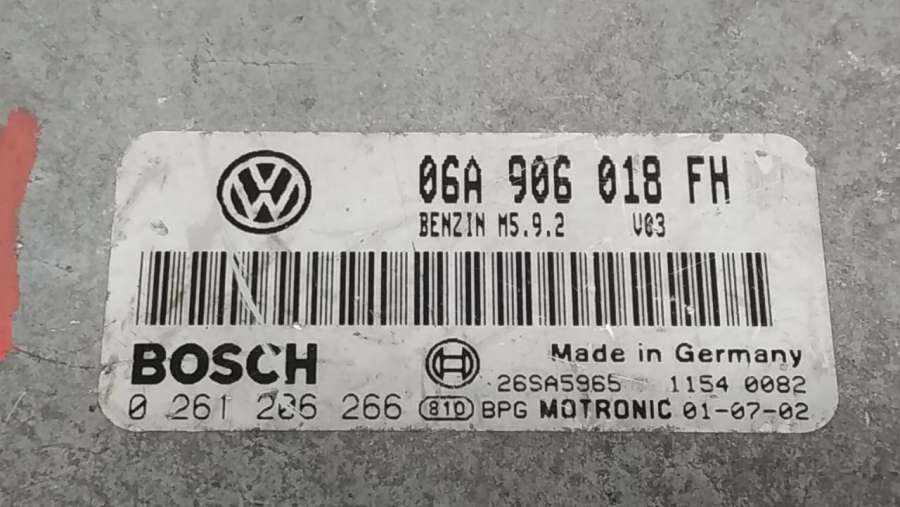 06A 906 018 FH
BENZIN M5.9.2 V03
BOSCH
Made in Germany
26SA5965 1154 0082
0 261 206 266 81D BPG MOTRONIC 01-07-02